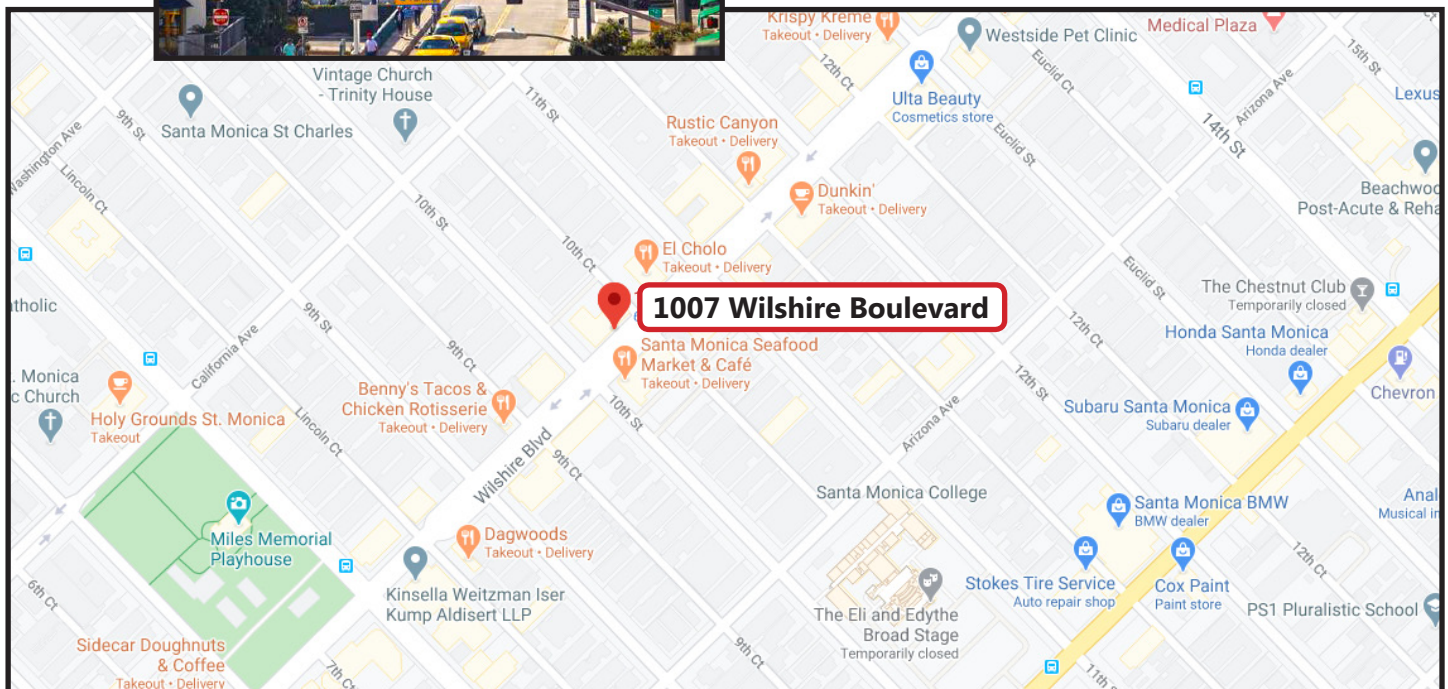 Krispy Kreme
Takeout • Delivery
Westside Pet Clinic
Medical Plaza
15th St
12th Ct
Euclid Ct
Arizona Ave
Vintage Church
- Trinity House
11th St
Ulta Beauty
Cosmetics store
Lexus
9th St
Santa Monica St Charles
Rustic Canyon
Takeout • Delivery
14th St
Euclid St
Washington Ave
Lincoln Ct
Dunkin'
Takeout • Delivery
Post-Acute & Reha
10th St
10th Ct
El Cholo
Takeout • Delivery
Euclid St
The Chestnut Club
Temporarily closed
1007 Wilshire Boulevard
9th St
12th Ct
Honda Santa Monica
Honda dealer
California Ave
9th Ct
Santa Monica Seafood
Market & Café
Takeout • Delivery
. Monica
c Church
Holy Grounds St. Monica
Takeout
Benny's Tacos &
Chicken Rotisserie
Takeout • Delivery
12th St
Chevron
Lincoln Ct
10th St
Arizona Ave
Subaru Santa Monica
Subaru dealer
Wilshire Blvd
9th Ct
Santa Monica College
Santa Monica BMW
BMW dealer
Musical in
Miles Memorial
Playhouse
Dagwoods
Takeout • Delivery
12th Ct
6th Ct
Kinsella Weitzman Iser
Kump Aldisert LLP
Stokes Tire Service
Auto repair shop
Cox Paint
Paint store
PS1 Pluralistic School
The Eli and Edythe
Broad Stage
Temporarily closed
Sidecar Doughnuts
& Coffee
Takeout • Delivery
7th Ct
9th Ct
11th